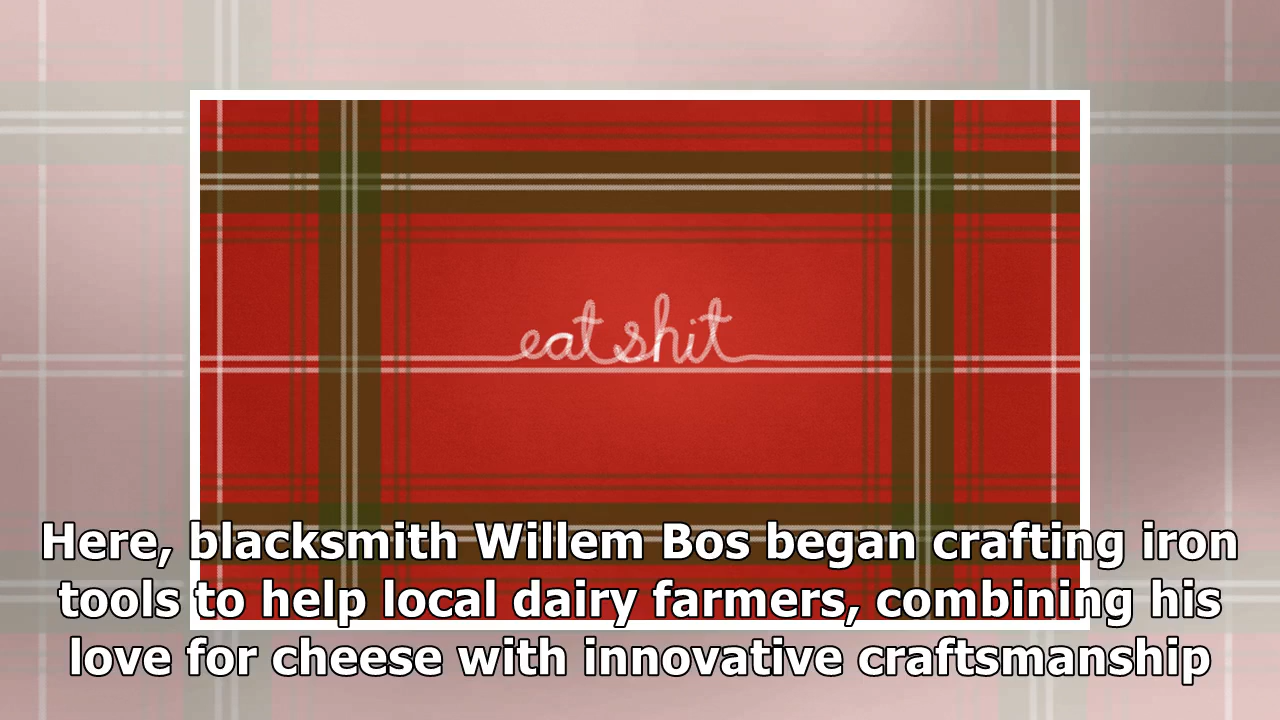 eat shit
Here, blacksmith Willem Bos began crafting iron
tools to help local dairy farmers, combining his
love for cheese with innovative craftsmanship